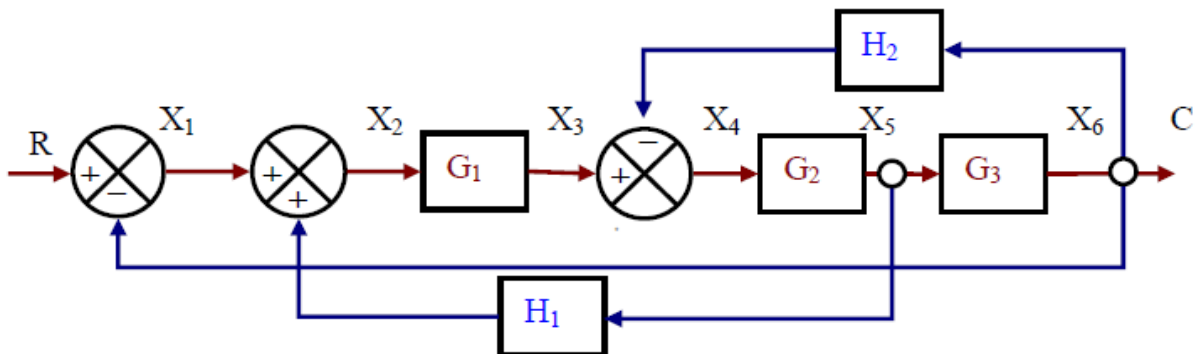 H₂
R X₁ X₂ X₃ X₄ X₅ X₆ C
+ − + + G₁ + − G₂ G₃
H₁